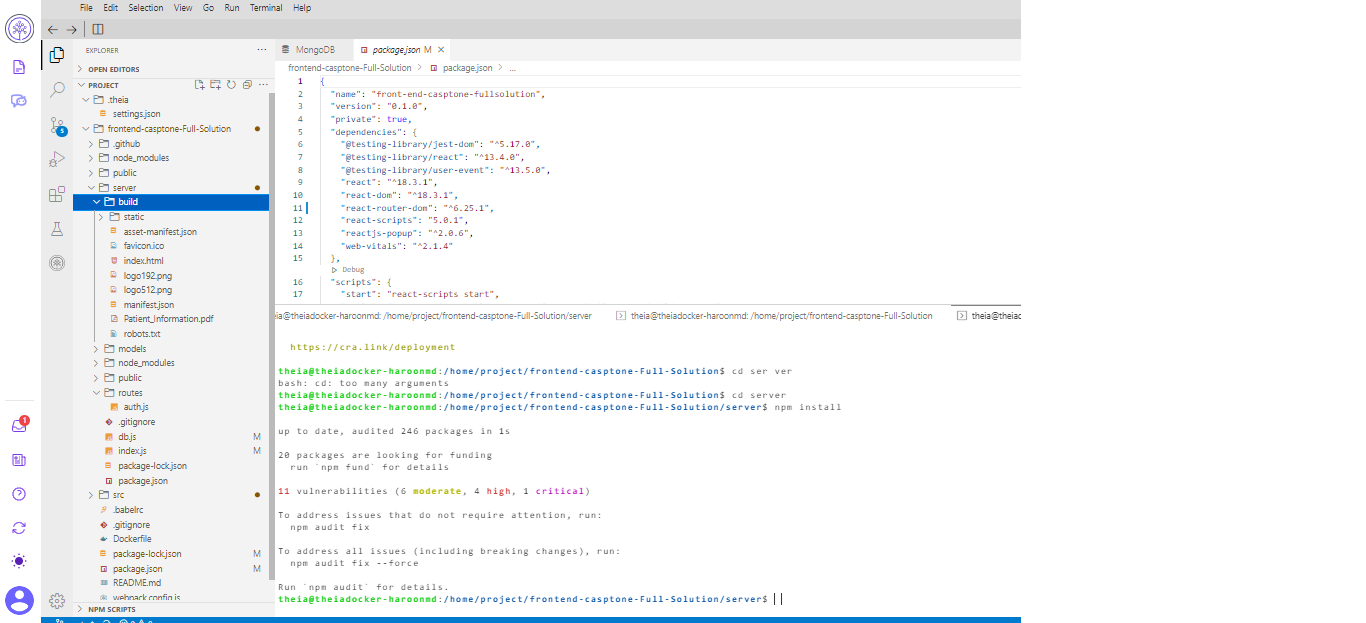 File Edit Selection View Go Run Terminal Help
EXPLORER
OPEN EDITORS
PROJECT
.theia
settings.json
frontend-casptone-Full-Solution
.github
node_modules
public
server
build
static
asset-manifest.json
favicon.ico
index.html
logo192.png
logo512.png
manifest.json
Patient_Information.pdf
robots.txt
models
node_modules
public
routes
auth.js
.gitignore
db.js M
index.js M
package-lock.json
package.json
src
.babelrc
.gitignore
Dockerfile
package-lock.json M
package.json M
README.md
webpack.config.js
NPM SCRIPTS
5
1
MongoDB
package.json M
frontend-casptone-Full-Solution > package.json > ...
1 {
2 "name": "front-end-casptone-fullsolution",
3 "version": "0.1.0",
4 "private": true,
5 "dependencies": {
6 "@testing-library/jest-dom": "^5.17.0",
7 "@testing-library/react": "^13.4.0",
8 "@testing-library/user-event": "^13.5.0",
9 "react": "^18.3.1",
10 "react-dom": "^18.3.1",
11 "react-router-dom": "^6.25.1",
12 "react-scripts": "5.0.1",
13 "reactjs-popup": "^2.0.6",
14 "web-vitals": "^2.1.4"
15 },
Debug
16 "scripts": {
17 "start": "react-scripts start",
ia@theiadocker-haroonmd: /home/project/frontend-casptone-Full-Solution/server
theia@theiadocker-haroonmd: /home/project/frontend-casptone-Full-Solution
theia@theiadc
https://cra.link/deployment
theia@theiadocker-haroonmd:/home/project/frontend-casptone-Full-Solution$ cd ser ver
bash: cd: too many arguments
theia@theiadocker-haroonmd:/home/project/frontend-casptone-Full-Solution$ cd server
theia@theiadocker-haroonmd:/home/project/frontend-casptone-Full-Solution/server$ npm install
up to date, audited 246 packages in 1s
20 packages are looking for funding
run `npm fund` for details
11 vulnerabilities (6 moderate, 4 high, 1 critical)
To address issues that do not require attention, run:
npm audit fix
To address all issues (including breaking changes), run:
npm audit fix --force
Run `npm audit` for details.
theia@theiadocker-haroonmd:/home/project/frontend-casptone-Full-Solution/server$